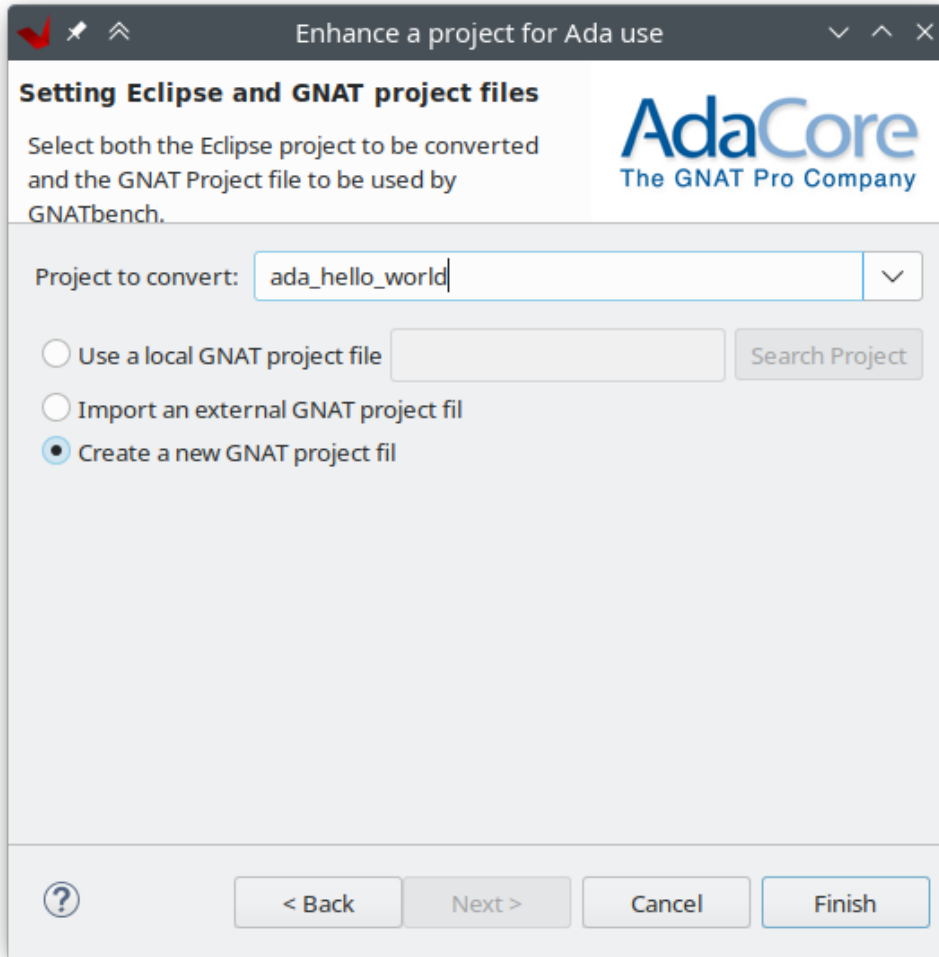 Enhance a project for Ada use
Setting Eclipse and GNAT project files
Select both the Eclipse project to be converted
and the GNAT Project file to be used by
GNATbench.
AdaCore
The GNAT Pro Company
Project to convert: ada_hello_world
Use a local GNAT project file Search Project
Import an external GNAT project fil
Create a new GNAT project fil
? < Back Next > Cancel Finish